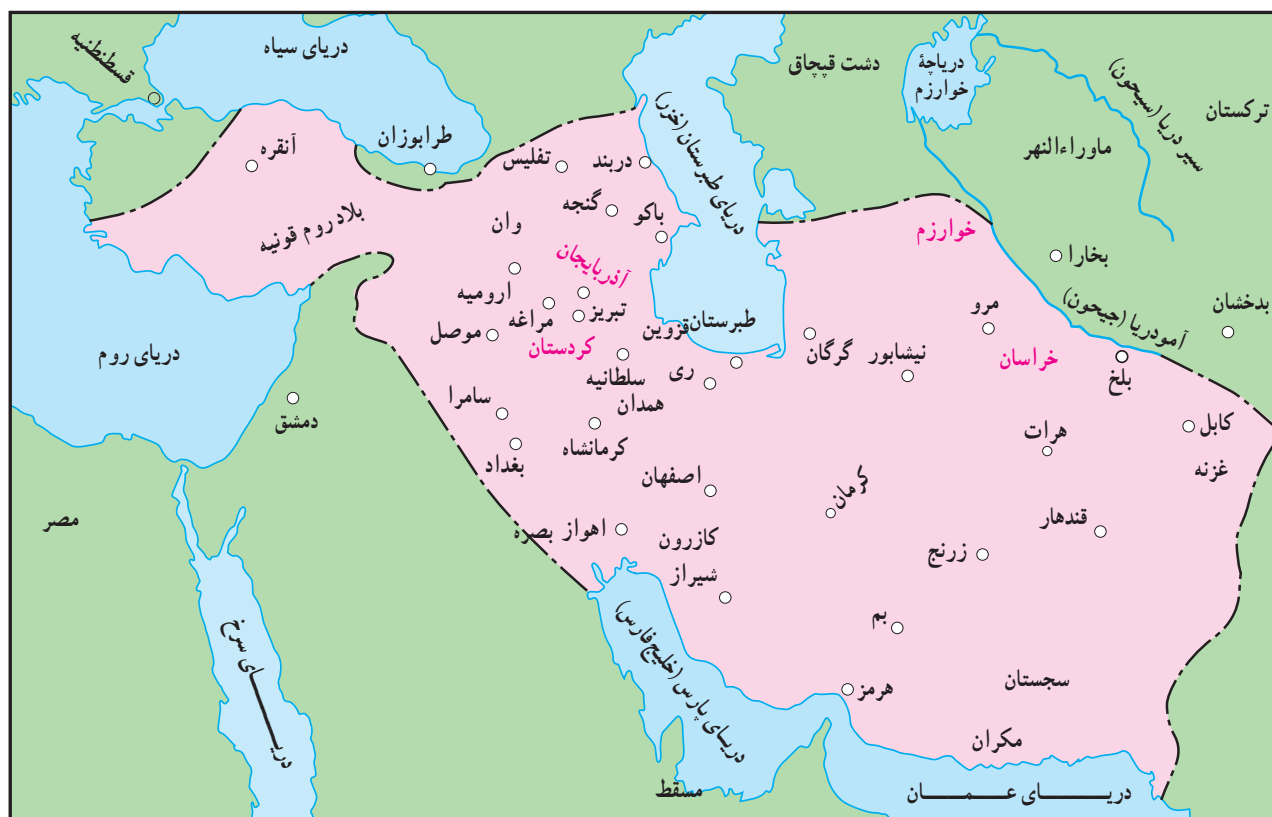 دریای سیاه
قسطنطنیه
دشت قپچاق
دریاچهٔ
خوارزم
سیر دریا (سیحون)
ترکستان
ماوراءالنهر
طرابوزان
آنقره
تفلیس
دربند
دریای طبرستان (خزر)
گنجه
باکو
وان
بلاد روم قونیه
خوارزم
بخارا
آذربایجان
ارومیه
تبریز
مراغه
موصل
کردستان
قزوین
طبرستان
گرگان
نیشابور
مرو
خراسان
آمودریا (جیحون)
بدخشان
بلخ
دریای روم
دمشق
سامرا
سلطانیه
ری
همدان
کرمانشاه
بغداد
هرات
کابل
غزنه
اصفهان
کرمان
قندهار
مصر
بصره
اهواز
کازرون
شیراز
زرنج
بم
سجستان
هرمز
مکران
دریای سرخ
دریای پارس (خلیج‌فارس)
مسقط
دریای عمان